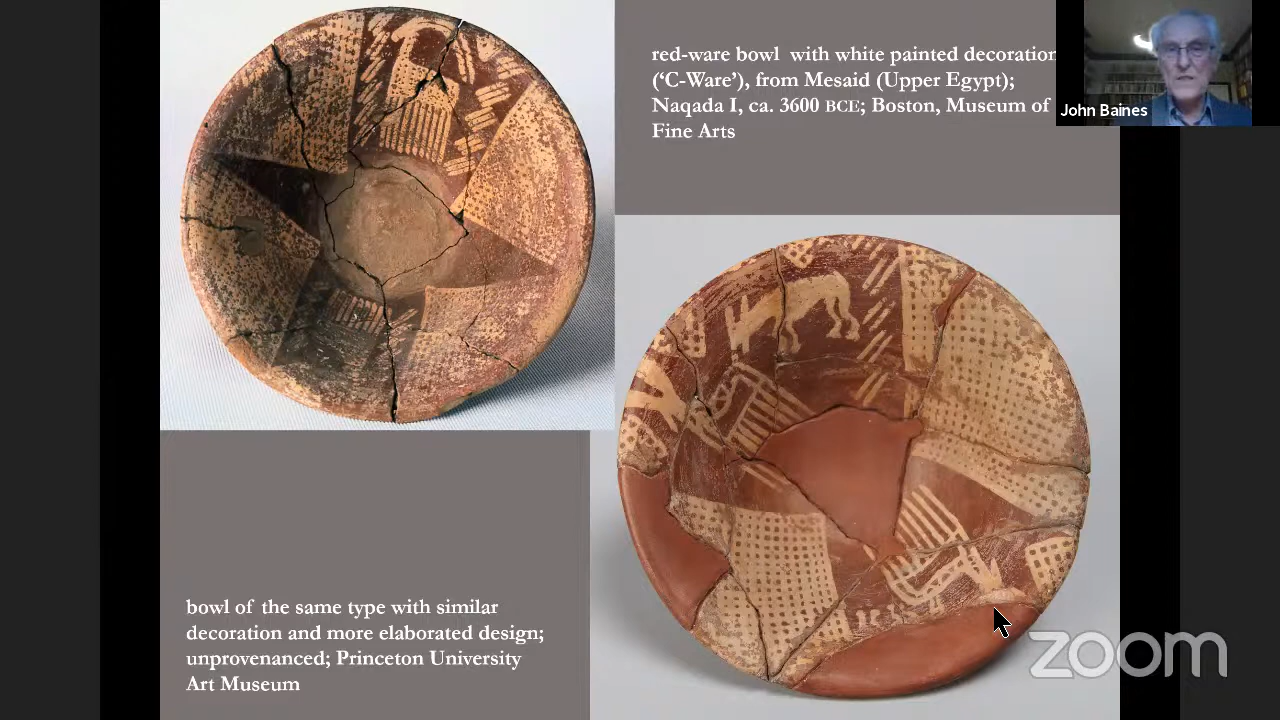 red-ware bowl with white painted decoration
(‘C-Ware’), from Mesaid (Upper Egypt);
Naqada I, ca. 3600 BCE; Boston, Museum of
Fine Arts
John Baines
bowl of the same type with similar
decoration and more elaborated design;
unprovenanced; Princeton University
Art Museum
zoom